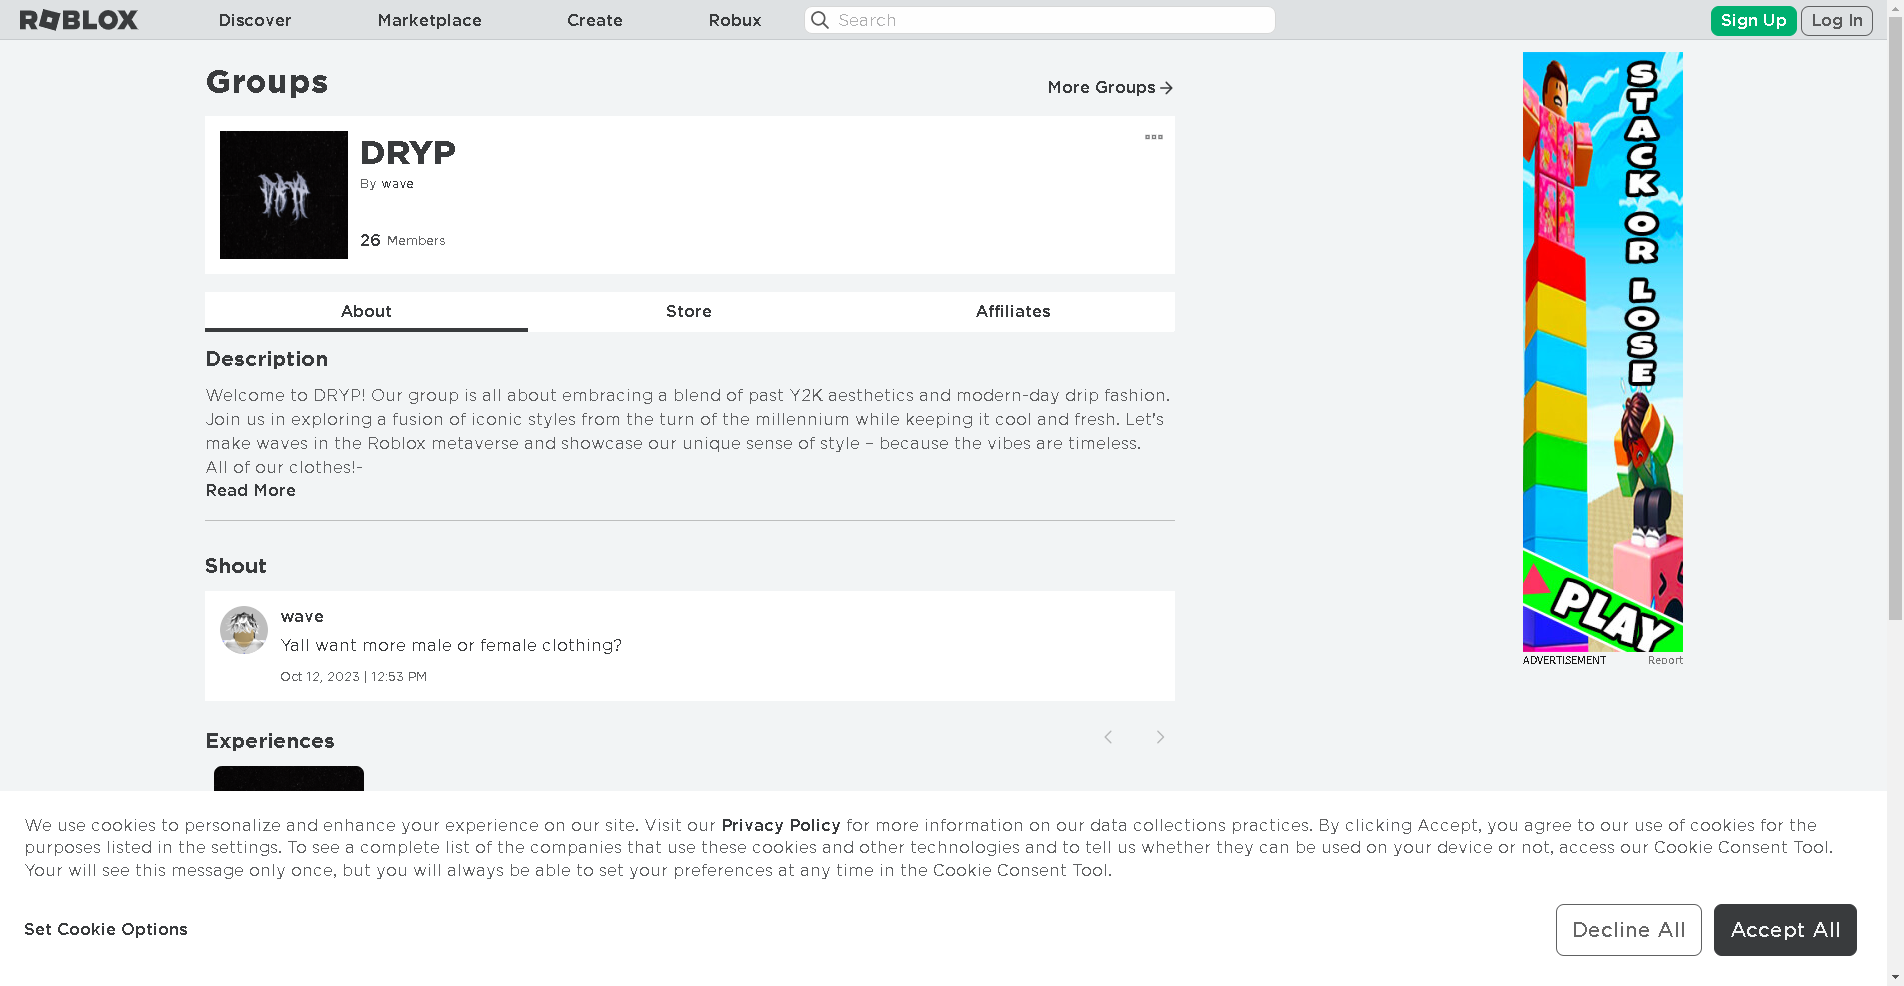 ROBLOX Discover Marketplace Create Robux Search Sign Up Log In
Groups
More Groups
DRYP
DRYP
By wave
26 Members
About Store Affiliates
Description
Welcome to DRYP! Our group is all about embracing a blend of past Y2K aesthetics and modern-day drip fashion.
Join us in exploring a fusion of iconic styles from the turn of the millennium while keeping it cool and fresh. Let's
make waves in the Roblox metaverse and showcase our unique sense of style – because the vibes are timeless.
All of our clothes!-
Read More
Shout
wave
Yall want more male or female clothing?
Oct 12, 2023 | 12:53 PM
Experiences
STACK OR LOSE
PLAY
ADVERTISEMENT Report
We use cookies to personalize and enhance your experience on our site. Visit our Privacy Policy for more information on our data collections practices. By clicking Accept, you agree to our use of cookies for the
purposes listed in the settings. To see a complete list of the companies that use these cookies and other technologies and to tell us whether they can be used on your device or not, access our Cookie Consent Tool.
Your will see this message only once, but you will always be able to set your preferences at any time in the Cookie Consent Tool.
Set Cookie Options
Decline All
Accept All